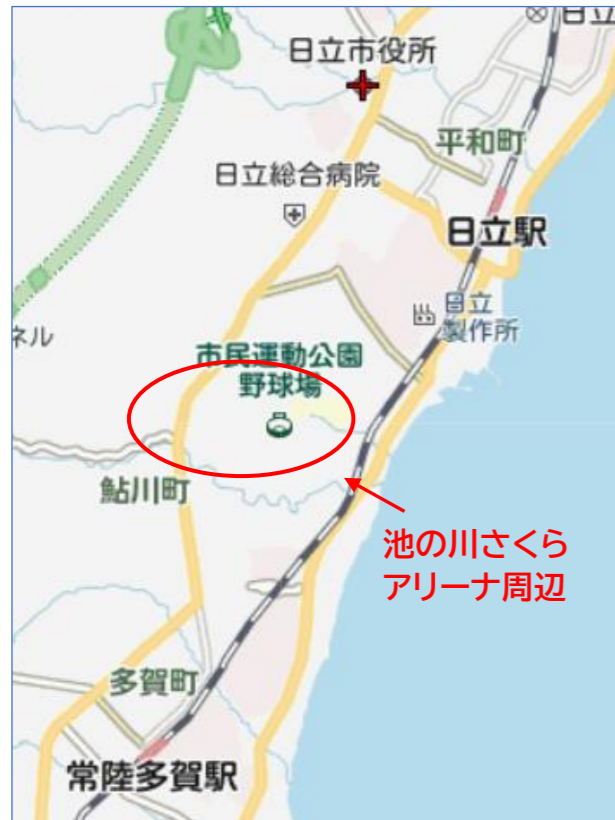 日立
日立市役所
平和町
日立総合病院
日立駅
日立
製作所
ネル
市民運動公園
野球場
鮎川町
池の川さくら
アリーナ周辺
多賀町
常陸多賀駅